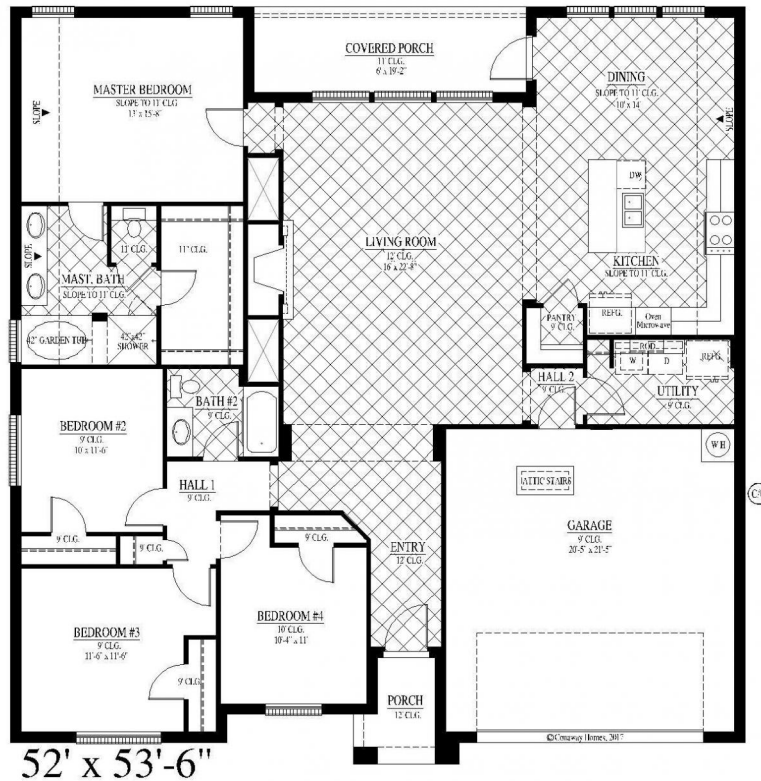 COVERED PORCH
11' CLG.
6' x 19'-2"
MASTER BEDROOM
SLOPE TO 11' CLG
13' x 15'-8"
SLOPE
DINING
SLOPE TO 11' CLG.
10' x 14'
SLOPE
DW
LIVING ROOM
12' CLG.
16' x 22'-8"
KITCHEN
SLOPE TO 11' CLG.
11' CLG.
11' CLG.
SLOPE
MAST. BATH
SLOPE TO 11' CLG.
42" GARDEN TUB
42"x42"
SHOWER
PANTRY
9' CLG.
REFG.
Oven
Microwave
ROD
W
D
REFG.
UTILITY
9' CLG.
HALL 2
9' CLG.
BATH #2
9' CLG.
BEDROOM #2
9' CLG.
10' x 11'-6"
HALL 1
9' CLG.
9' CLG.
9' CLG.
9' CLG.
WH
ATTIC STAIRS
GARAGE
9' CLG.
20'-5" x 21'-5"
ENTRY
12' CLG.
BEDROOM #4
10' CLG.
10'-4" x 11'
BEDROOM #3
9' CLG.
11'-6" x 11'-6"
9' CLG.
PORCH
12' CLG.
©Conaway Homes, 2017
52' x 53'-6"